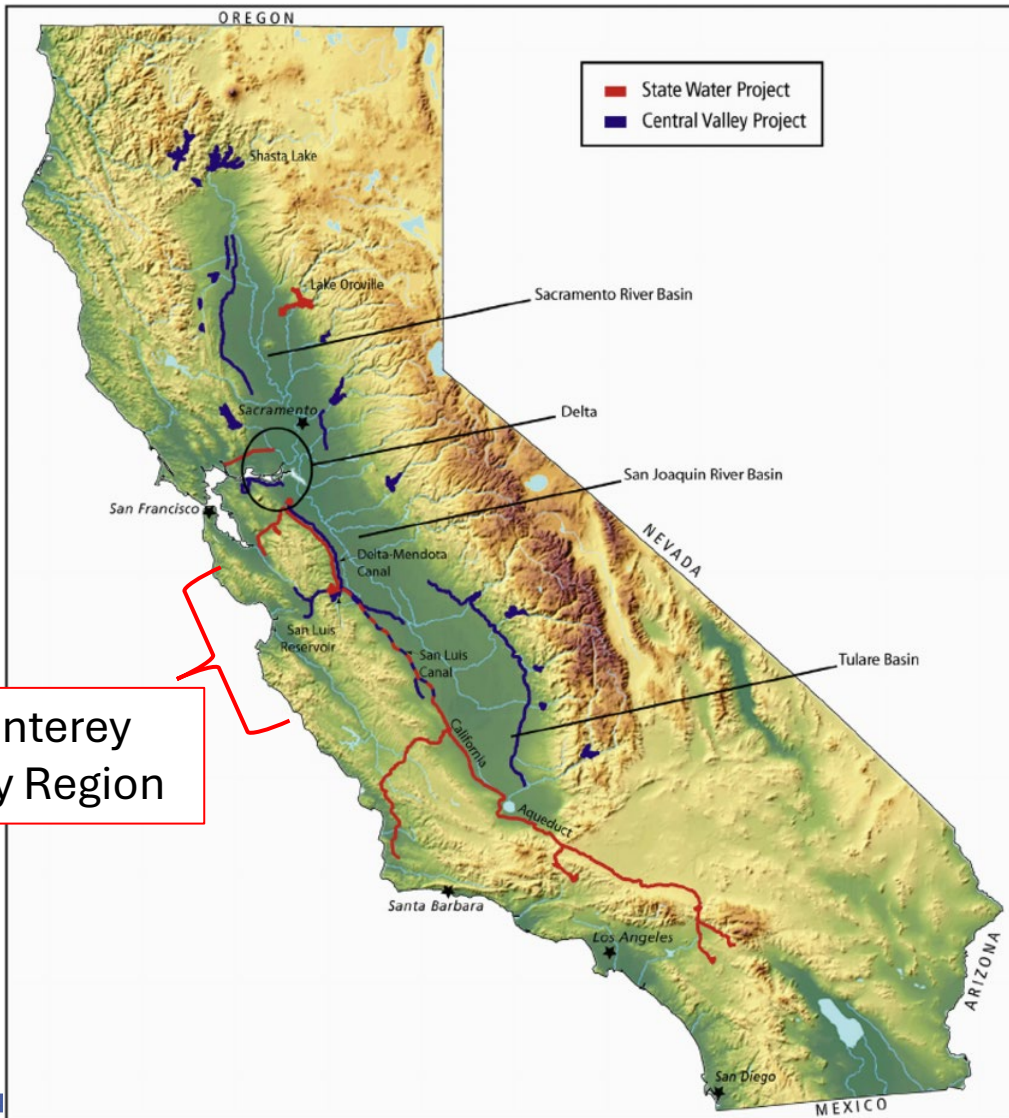 OREGON
State Water Project
Central Valley Project
Shasta Lake
Lake Oroville
Sacramento River Basin
Sacramento
Delta
San Joaquin River Basin
San Francisco
NEVADA
Delta-Mendota
Canal
San Luis
Reservoir
San Luis
Canal
Tulare Basin
nterey
y Region
California
Aqueduct
Santa Barbara
Los Angeles
ARIZONA
San Diego
MEXICO